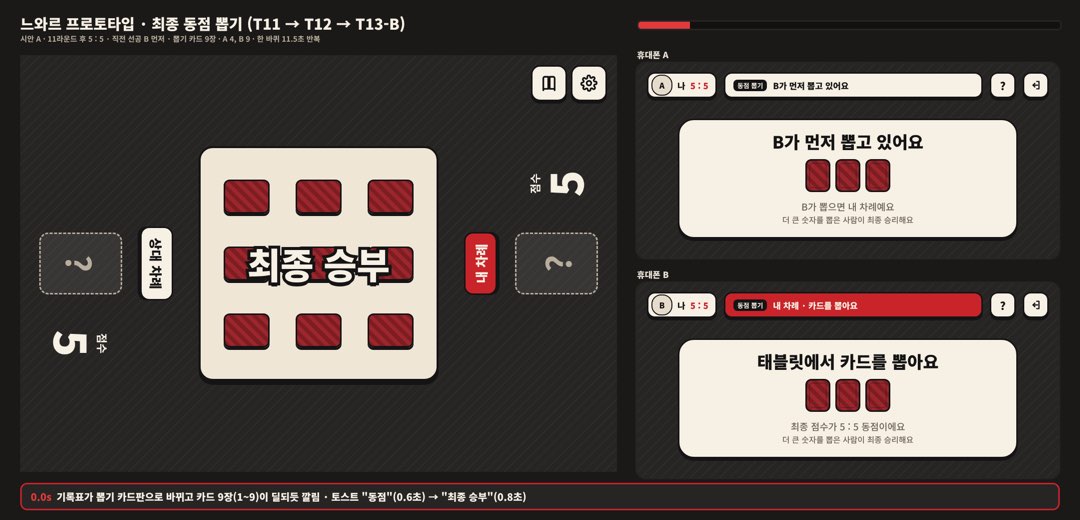 느와르 프로토타입 · 최종 동점 뽑기 (T11 → T12 → T13-B)
시안 A · 11라운드 후 5 : 5 · 직전 선공 B 먼저 · 뽑기 카드 9장 · A 4, B 9 · 한 바퀴 11.5초 반복
?
상대 차례
5
점수
최종 승부
점수
5
내 차례
?
휴대폰 A
A 나 5 : 5
동점 뽑기 B가 먼저 뽑고 있어요
?
B가 먼저 뽑고 있어요
B가 뽑으면 내 차례예요
더 큰 숫자를 뽑은 사람이 최종 승리해요
휴대폰 B
B 나 5 : 5
동점 뽑기 내 차례 · 카드를 뽑아요
?
태블릿에서 카드를 뽑아요
최종 점수가 5 : 5 동점이에요
더 큰 숫자를 뽑은 사람이 최종 승리해요
0.0s 기록표가 뽑기 카드판으로 바뀌고 카드 9장(1~9)이 딜되듯 깔림 · 토스트 "동점"(0.6초) → "최종 승부"(0.8초)